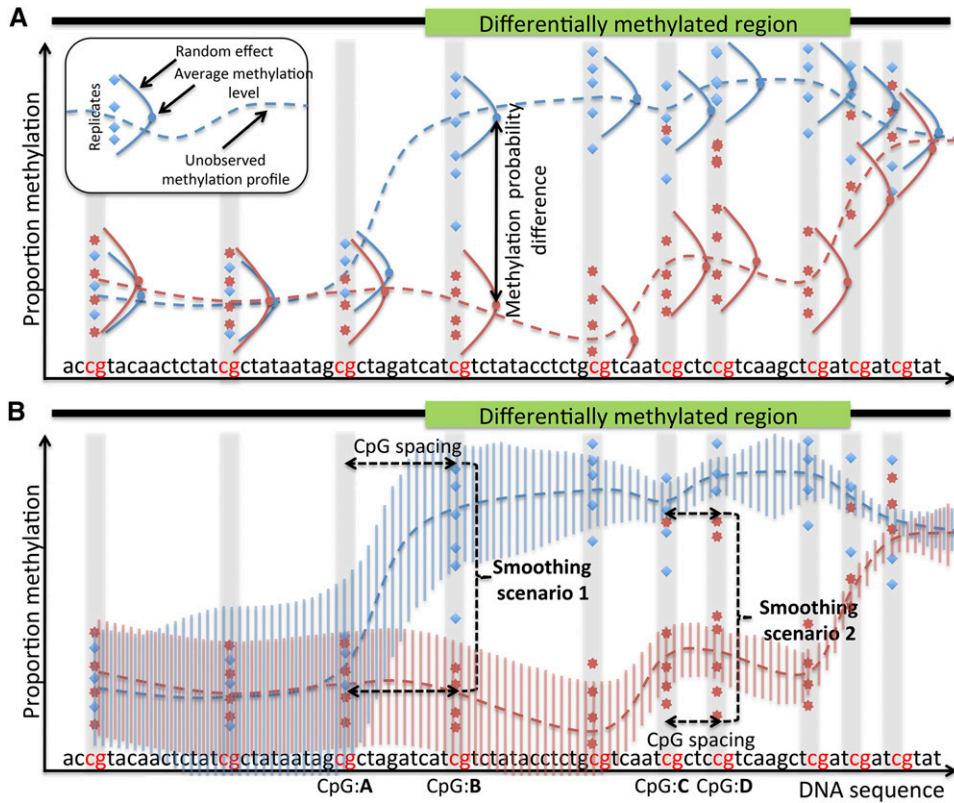 A
Differentially methylated region
Proportion methylation
Replicates
Random effect
Average methylation
level
Unobserved
methylation profile
Methylation probability
difference
accgtacaactctatcgctataatagcgctagatcatcgtctatacctctgcgtcaatcgctccgtcaagctcgatcgatcgtat
B
Differentially methylated region
Proportion methylation
CpG spacing
Smoothing
scenario 1
Smoothing
scenario 2
CpG spacing
accgtacaactctatcgctataatagcgctagatcatcgtctatacctctgcgtcaatcgctccgtcaagctcgatcgatcgtat
CpG:A CpG:B CpG:C CpG:D DNA sequence